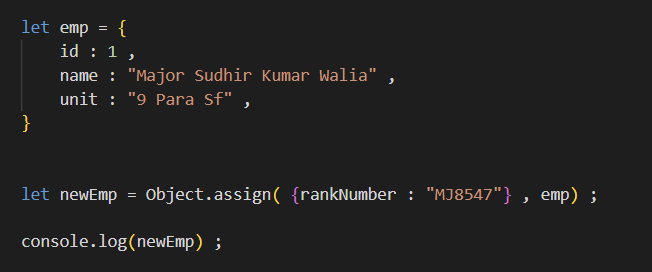 let emp = {
    id : 1 ,
    name : "Major Sudhir Kumar Walia" ,
    unit : "9 Para Sf" ,
}
let newEmp = Object.assign( {rankNumber : "MJ8547"} , emp) ;
console.log(newEmp) ;